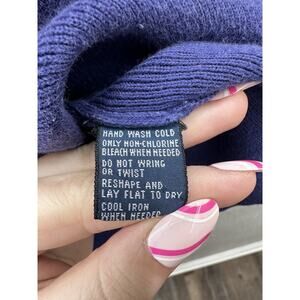 HAND WASH COLD
ONLY NON-CHLORINE
BLEACH WHEN NEEDED
DO NOT WRING
OR TWIST
RESHAPE AND
LAY FLAT TO DRY
COOL IRON
WHEN NEEDED